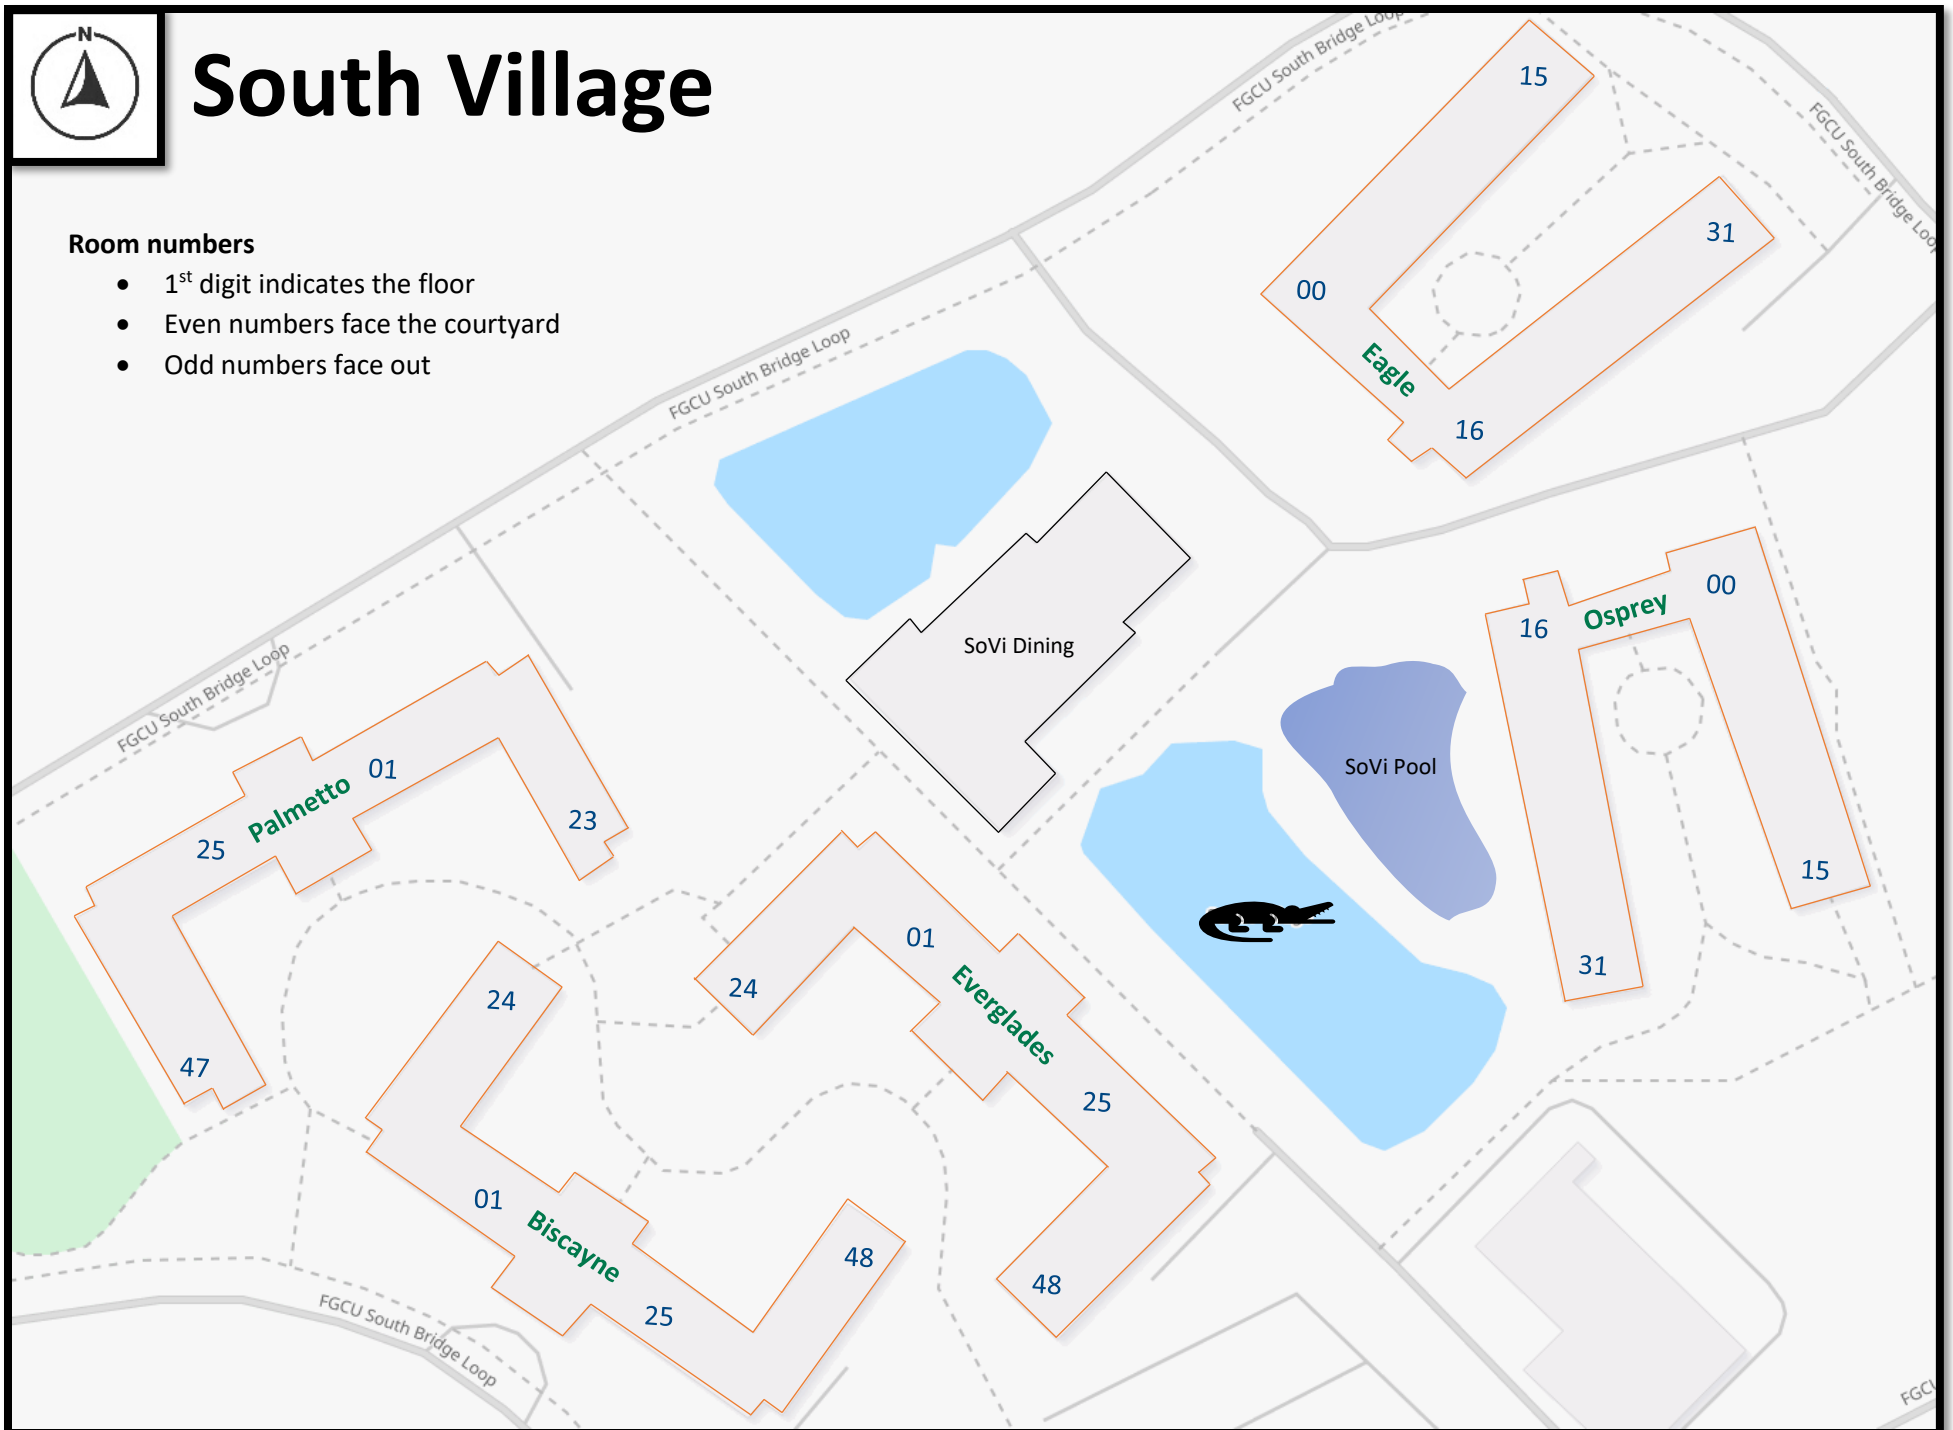 N
South Village
Room numbers
• 1st digit indicates the floor
• Even numbers face the courtyard
• Odd numbers face out
FGCU South Bridge Loop
15
FGCU South Bridge Loop
31
00
Eagle
16
FGCU South Bridge Loop
SoVi Dining
16
Osprey
00
SoVi Pool
15
31
FGCU South Bridge Loop
01
Palmetto
25
23
47
01
24
Everglades
25
48
24
01
Biscayne
25
48
FGCU South Bridge Loop
FGCU